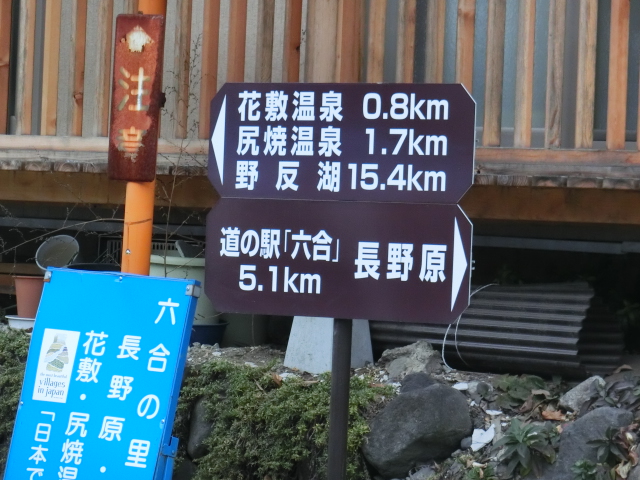 注意
花敷温泉 0.8km
尻焼温泉 1.7km
野反湖 15.4km
道の駅「六合」
5.1km
長野原
六合の里
長野原・
花敷・尻焼温
「日本で
villages
in japan